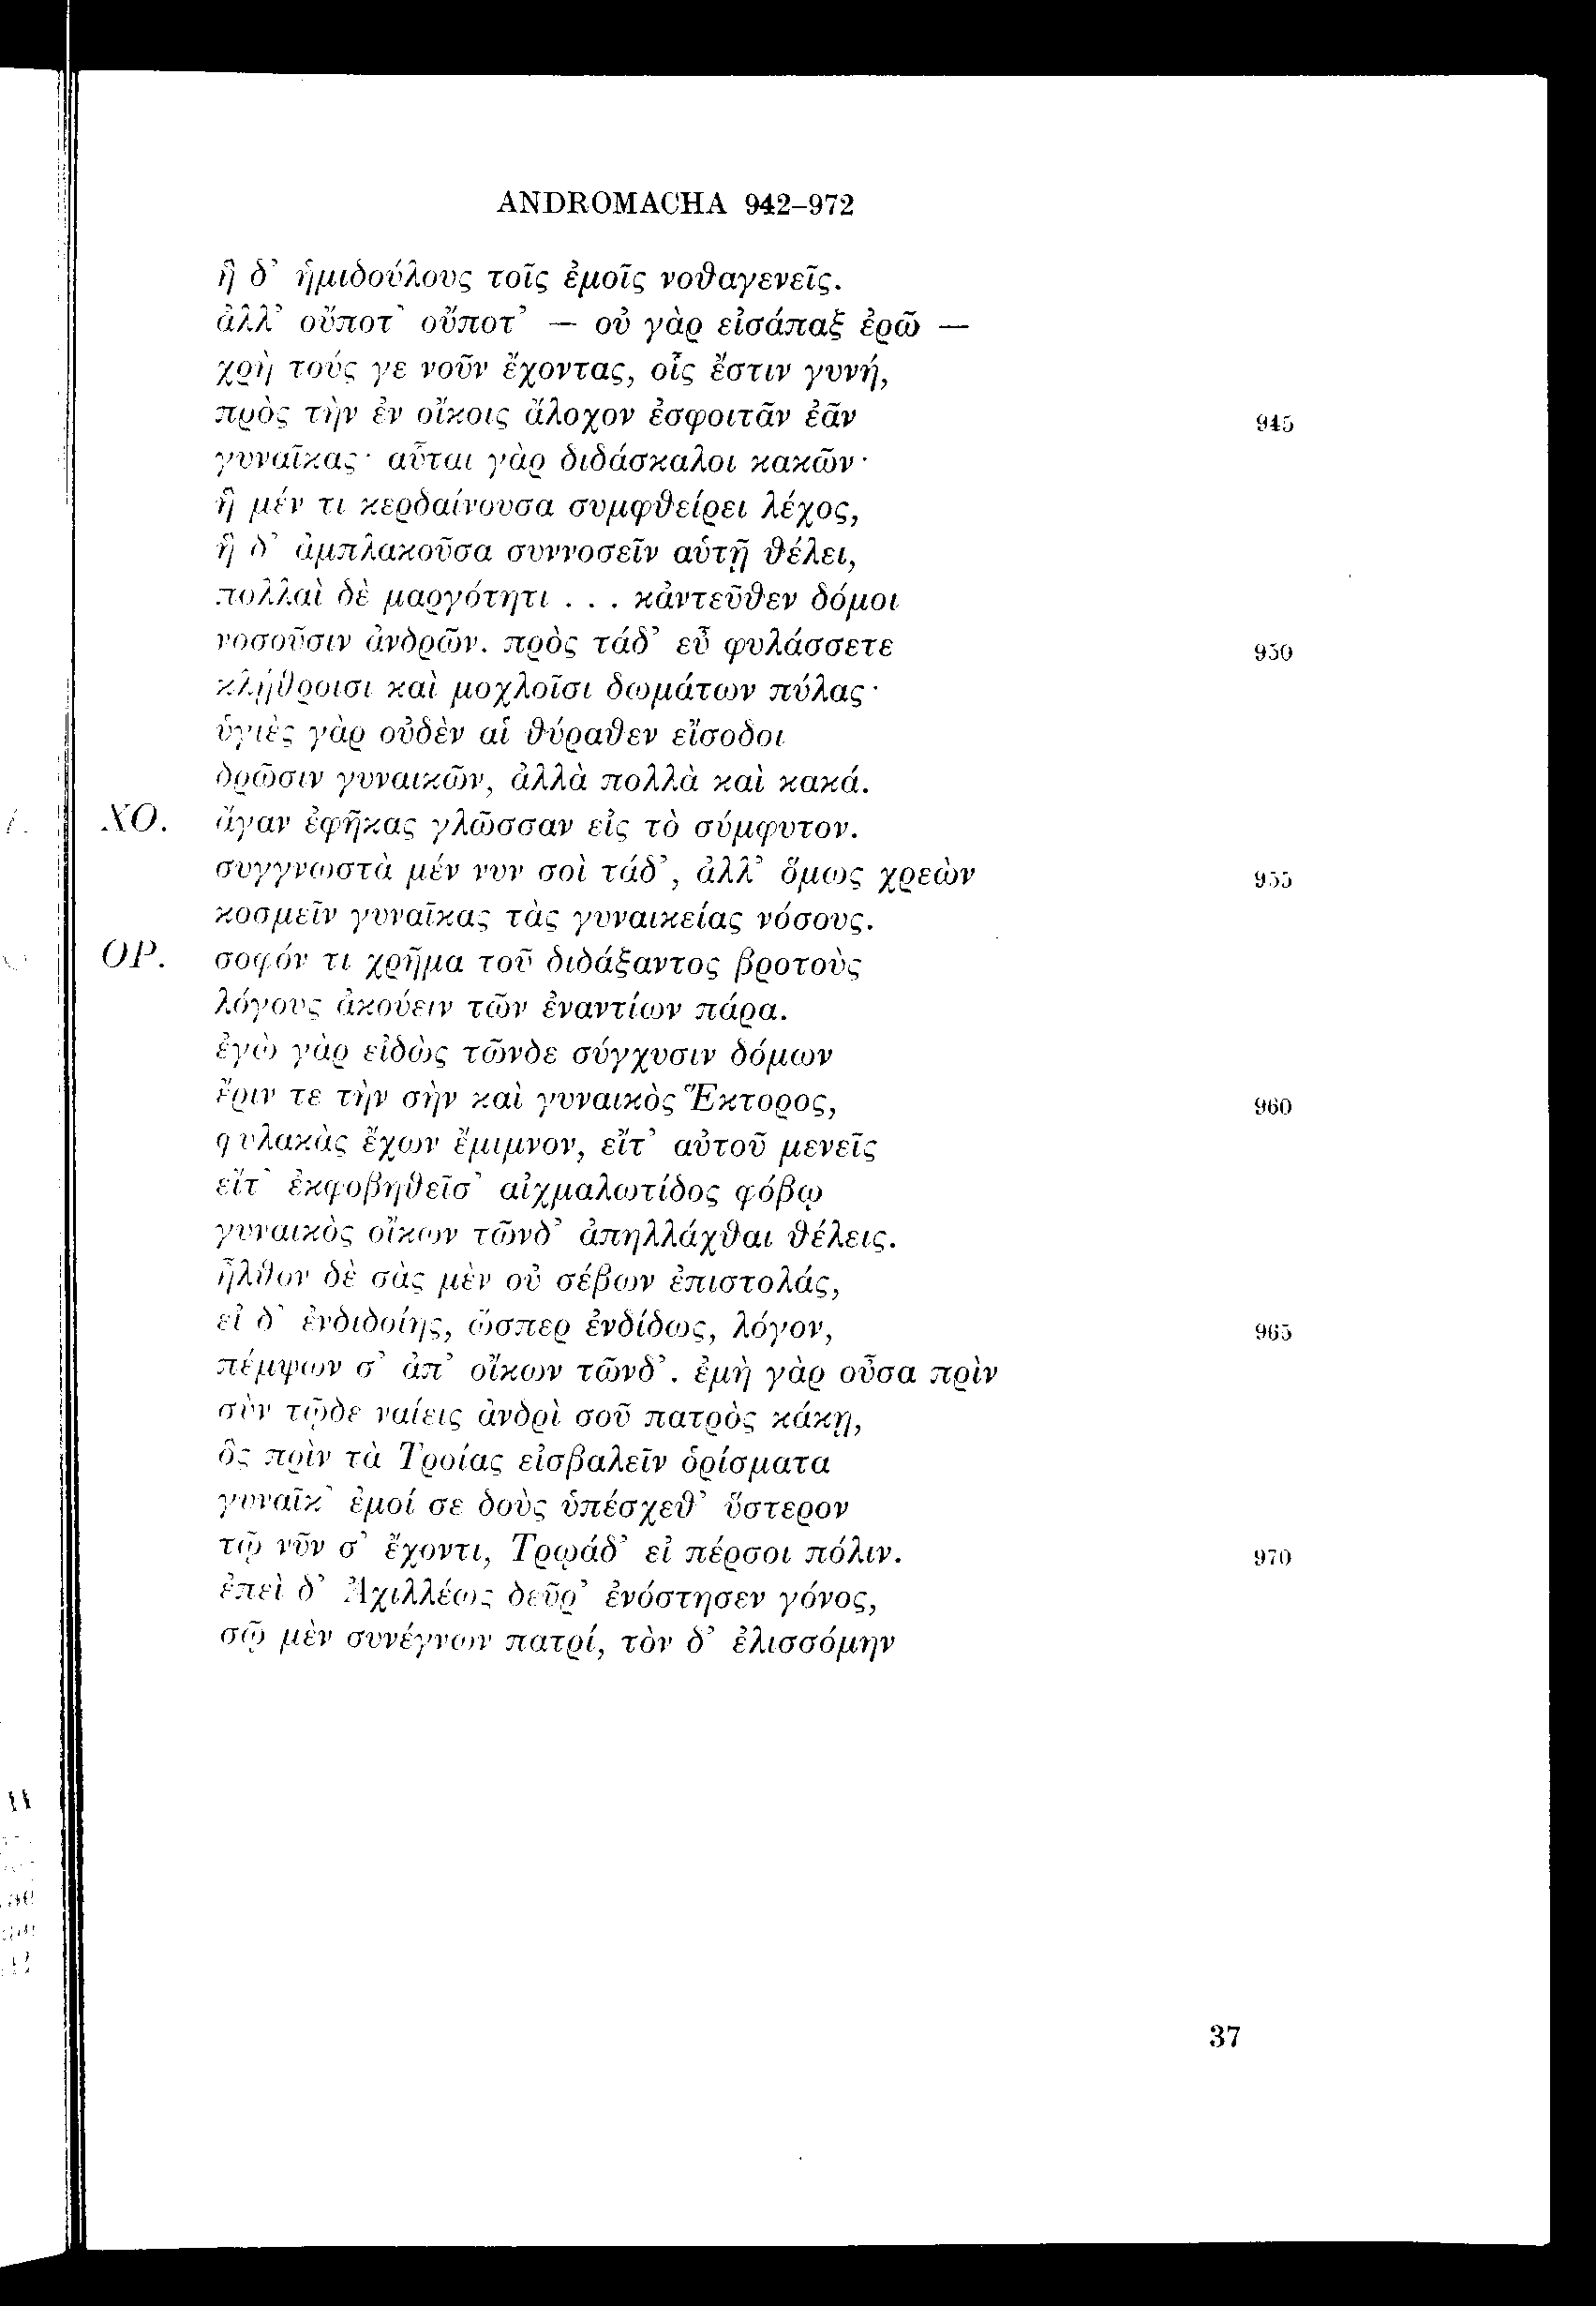 ANDROMACHA 942–972
ἣ δ' ἡμιδούλους τοῖς ἐμοῖς νοθαγενεῖς.
ἀλλ' οὔποτ' οὔποτ' — οὐ γὰρ εἰσάπαξ ἐρῶ —
χρὴ τούς γε νοῦν ἔχοντας, οἷς ἔστιν γυνή,
πρὸς τὴν ἐν οἴκοις ἄλοχον ἐσφοιτᾶν ἐᾶν 945
γυναῖκας· αὗται γὰρ διδάσκαλοι κακῶν·
ἣ μέν τι κερδαίνουσα συμφθείρει λέχος,
ἣ δ' ἀμπλακοῦσα συννοσεῖν αὑτῇ θέλει,
πολλαὶ δὲ μαργότητι . . . κἀντεῦθεν δόμοι
νοσοῦσιν ἀνδρῶν. πρὸς τάδ' εὖ φυλάσσετε 950
κλῄθροισι καὶ μοχλοῖσι δωμάτων πύλας·
ὑγιὲς γὰρ οὐδὲν αἱ θύραθεν εἴσοδοι
δρῶσιν γυναικῶν, ἀλλὰ πολλὰ καὶ κακά.
ΧΟ. ἄγαν ἐφῆκας γλῶσσαν εἰς τὸ σύμφυτον.
συγγνωστὰ μέν νυν σοὶ τάδ', ἀλλ' ὅμως χρεὼν 955
κοσμεῖν γυναῖκας τὰς γυναικείας νόσους.
ΟΡ. σοφόν τι χρῆμα τοῦ διδάξαντος βροτοὺς
λόγους ἀκούειν τῶν ἐναντίων πάρα.
ἐγὼ γὰρ εἰδὼς τῶνδε σύγχυσιν δόμων
ἔριν τε τὴν σὴν καὶ γυναικὸς Ἕκτορος, 960
φυλακὰς ἔχων ἔμιμνον, εἴτ' αὐτοῦ μενεῖς
εἴτ' ἐκφοβηθεῖσ' αἰχμαλωτίδος φόβῳ
γυναικὸς οἴκων τῶνδ' ἀπηλλάχθαι θέλεις.
ἦλθον δὲ σὰς μὲν οὐ σέβων ἐπιστολάς,
εἰ δ' ἐνδιδοίης, ὥσπερ ἐνδίδως, λόγον, 965
πέμψων σ' ἀπ' οἴκων τῶνδ'. ἐμὴ γὰρ οὖσα πρὶν
σὺν τῷδε ναίεις ἀνδρὶ σοῦ πατρὸς κάκῃ,
ὃς πρὶν τὰ Τροίας εἰσβαλεῖν ὁρίσματα
γυναῖκ' ἐμοί σε δοὺς ὑπέσχεθ' ὕστερον
τῷ νῦν σ' ἔχοντι, Τρῳάδ' εἰ πέρσοι πόλιν. 970
ἐπεὶ δ' Ἀχιλλέως δεῦρ' ἐνόστησεν γόνος,
σῷ μὲν συνέγνων πατρί, τὸν δ' ἐλισσόμην
37